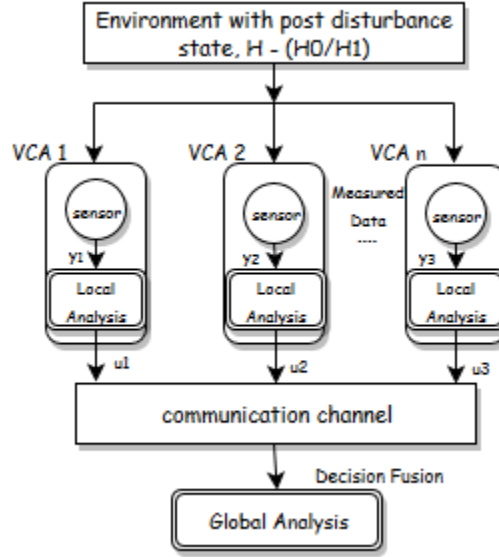 Environment with post disturbance
state, H - (H0/H1)
VCA 1
VCA 2
VCA n
sensor
sensor
Measured
Data
----
sensor
y1
y2
y3
Local
Analysis
Local
Analysis
Local
Analysis
u1
u2
u3
communication channel
Decision Fusion
Global Analysis